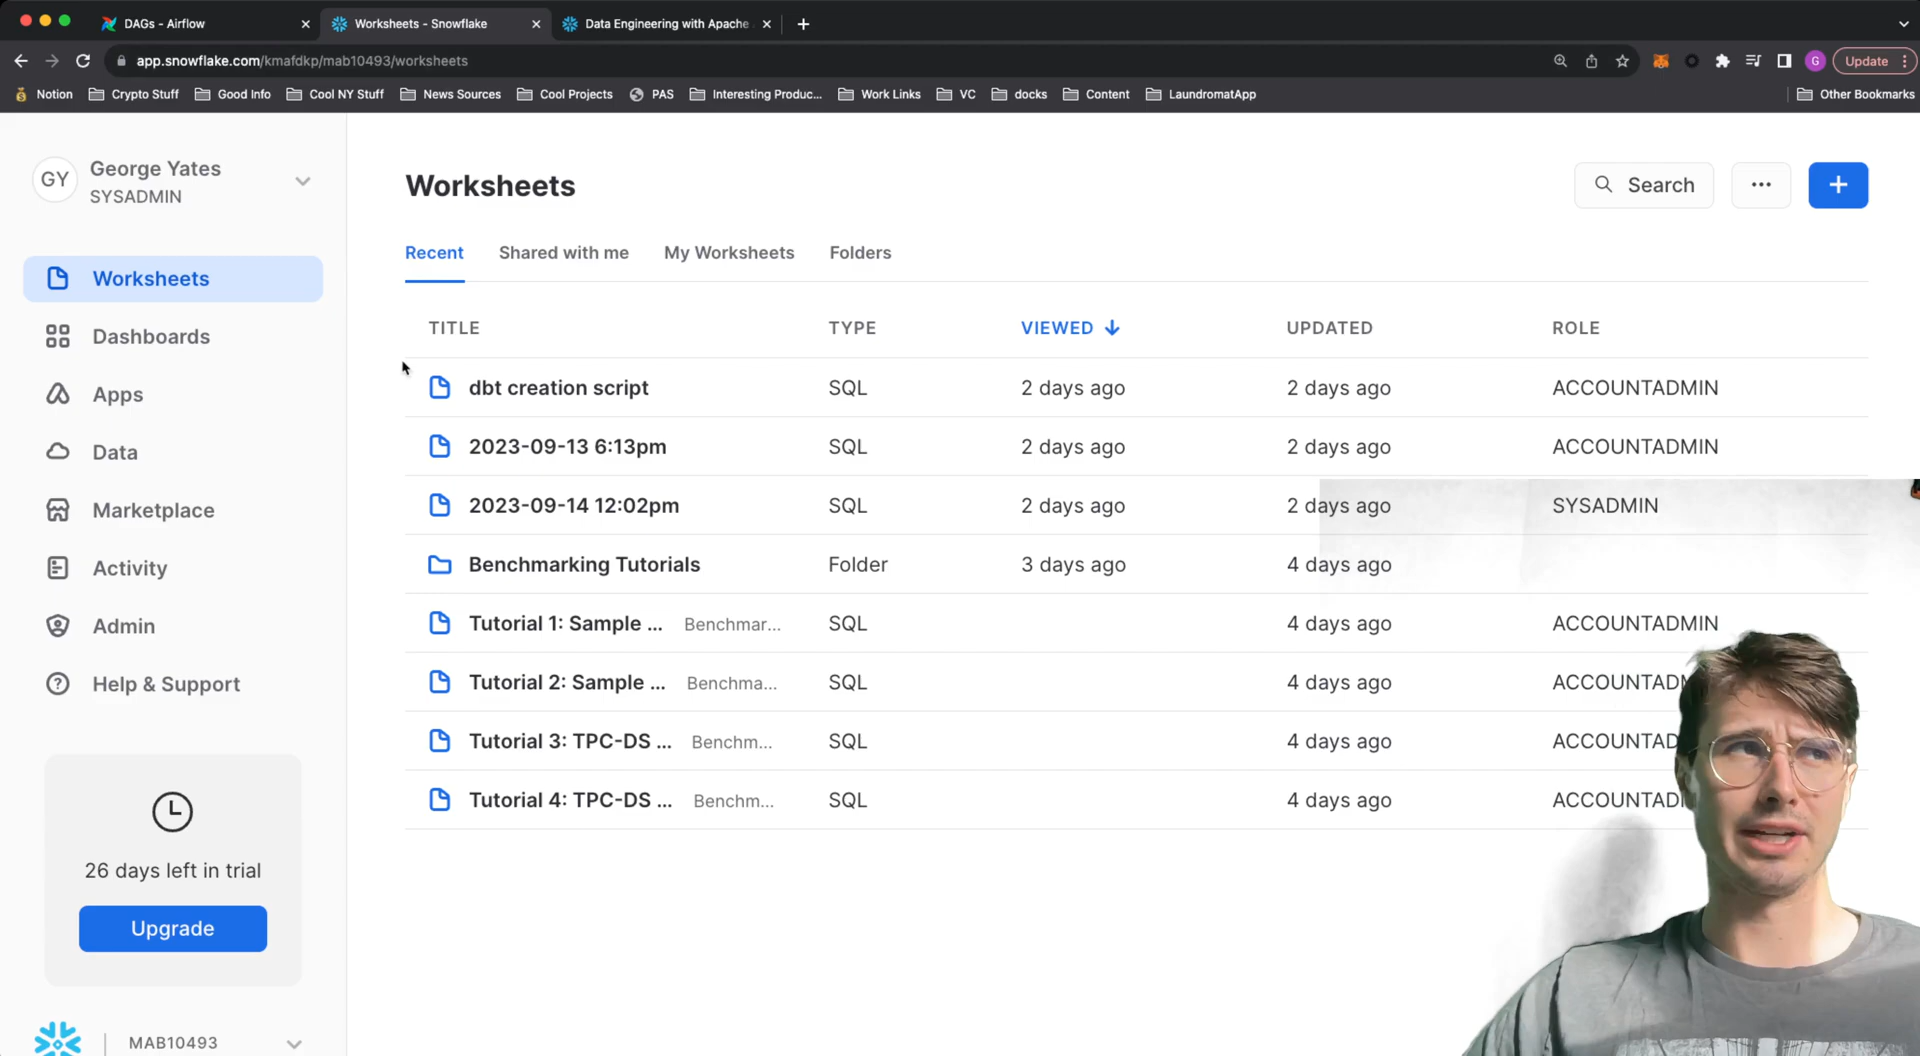 DAGs - Airflow
Worksheets - Snowflake
Data Engineering with Apache
app.snowflake.com/kmafdkp/mab10493/worksheets
G
Update
Notion
Crypto Stuff
Good Info
Cool NY Stuff
News Sources
Cool Projects
PAS
Interesting Produc...
Work Links
VC
docks
Content
LaundromatApp
Other Bookmarks
GY
George Yates
SYSADMIN
Worksheets
Dashboards
Apps
Data
Marketplace
Activity
Admin
Help & Support
26 days left in trial
Upgrade
MAB10493
Worksheets
Search
Recent Shared with me My Worksheets Folders
TITLE TYPE VIEWED UPDATED ROLE
dbt creation script SQL 2 days ago 2 days ago ACCOUNTADMIN
2023-09-13 6:13pm SQL 2 days ago 2 days ago ACCOUNTADMIN
2023-09-14 12:02pm SQL 2 days ago 2 days ago SYSADMIN
Benchmarking Tutorials Folder 3 days ago 4 days ago
Tutorial 1: Sample ... Benchmar... SQL 4 days ago ACCOUNTADMIN
Tutorial 2: Sample ... Benchma... SQL 4 days ago ACCOUNTADM
Tutorial 3: TPC-DS ... Benchm... SQL 4 days ago ACCOUNTAD
Tutorial 4: TPC-DS ... Benchm... SQL 4 days ago ACCOUNTAD